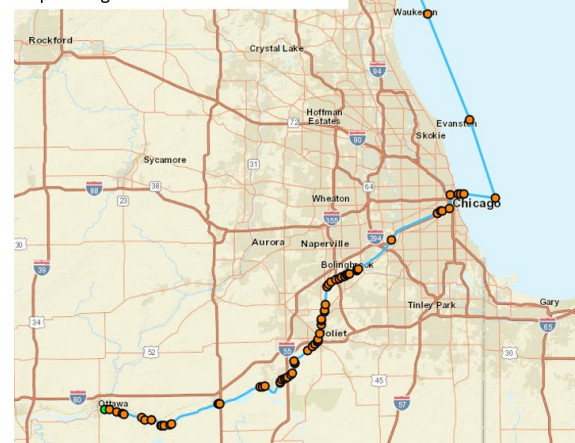 Waukegan
Rockford
Crystal Lake
94
Hoffman
Estates
Evanston
72
90
Skokie
Sycamore
31
88
38
64
23
Wheaton
Chicago
355
30
Aurora
Naperville
294
39
Bolingbrook
Tinley Park
Gary
34
65
Joliet
52
55
30
45
80
57
Ottawa